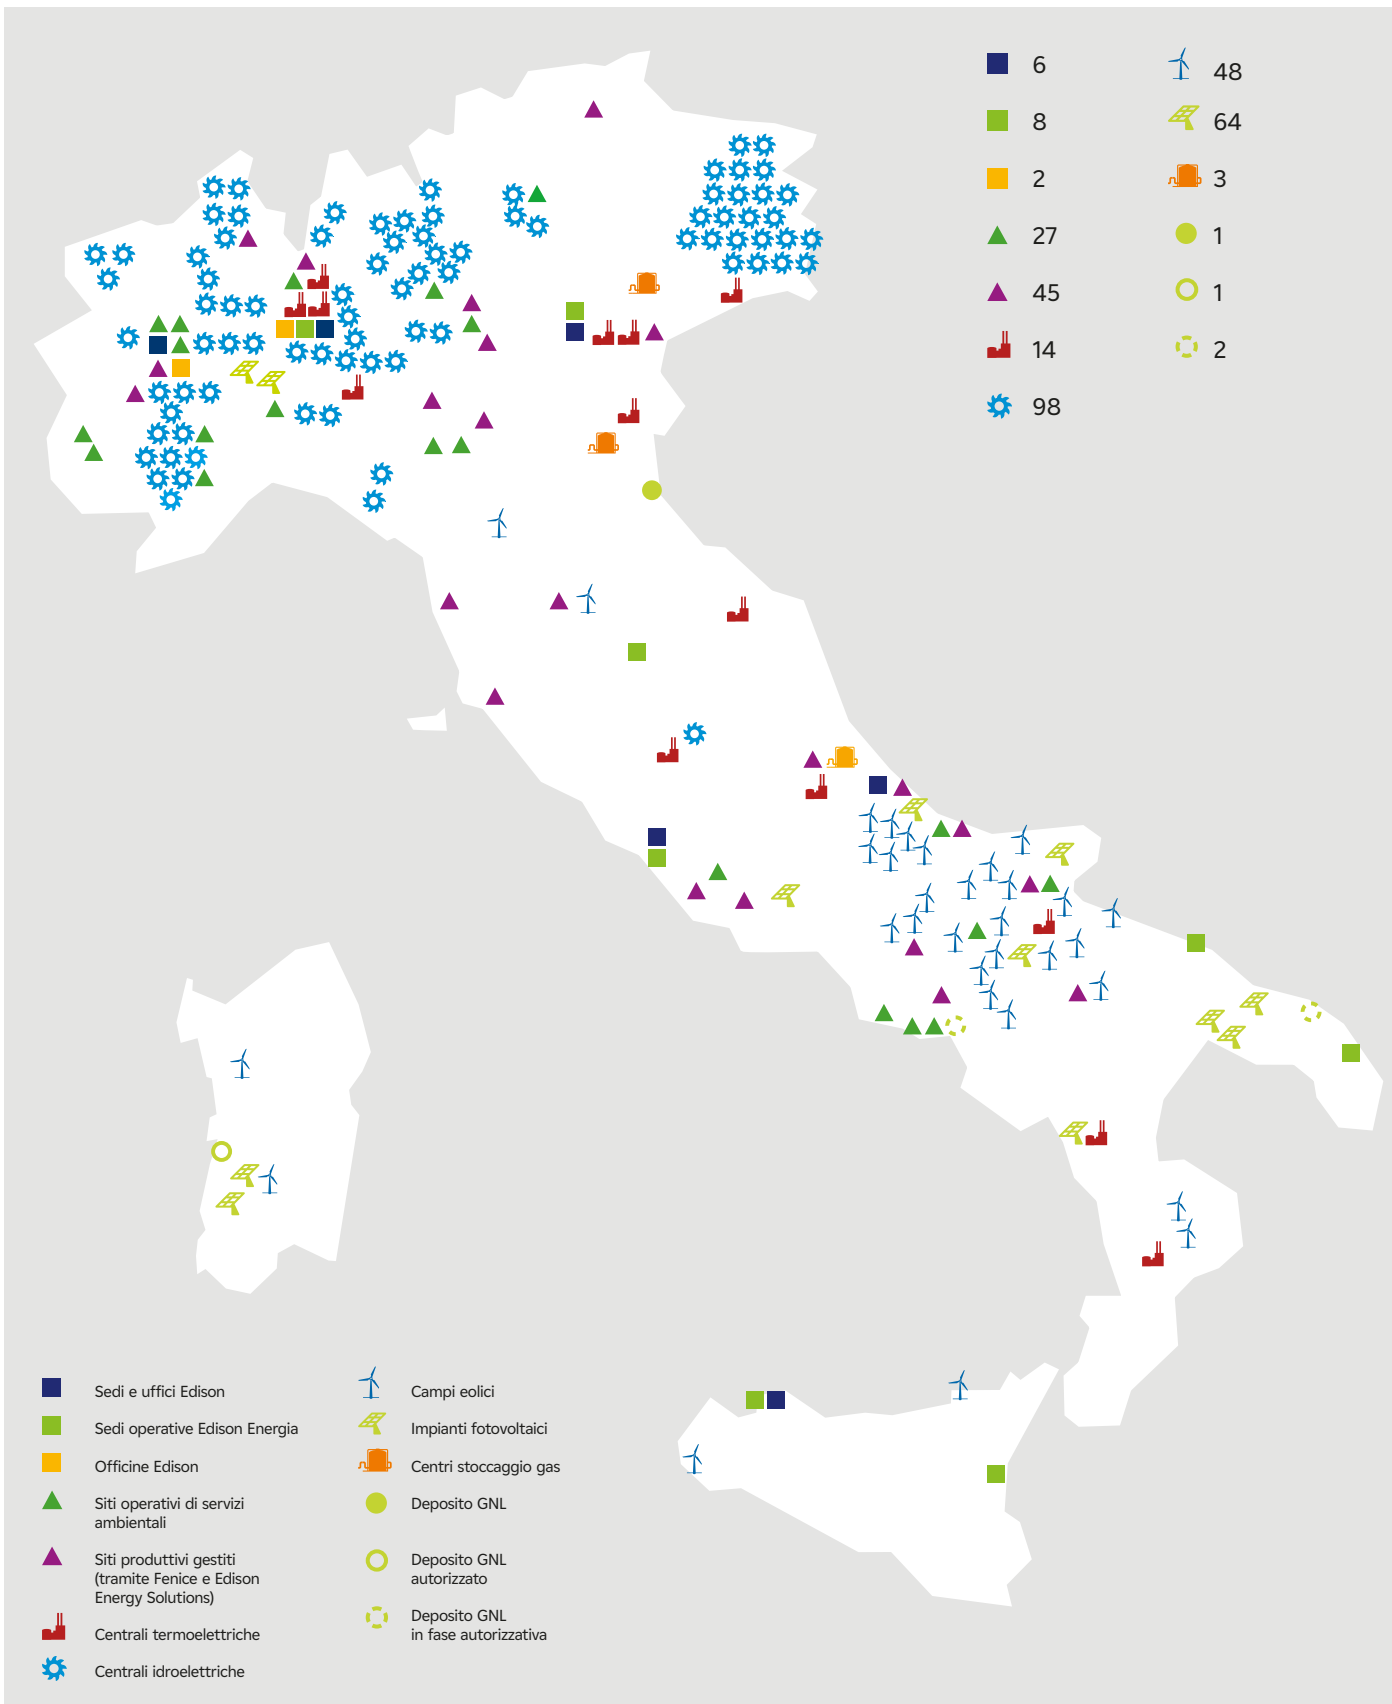 6
8
2
27
45
14
98
48
64
3
1
1
2
Sedi e uffici Edison
Sedi operative Edison Energia
Officine Edison
Siti operativi di servizi
ambientali
Siti produttivi gestiti
(tramite Fenice e Edison
Energy Solutions)
Centrali termoelettriche
Centrali idroelettriche
Campi eolici
Impianti fotovoltaici
Centri stoccaggio gas
Deposito GNL
Deposito GNL
autorizzato
Deposito GNL
in fase autorizzativa